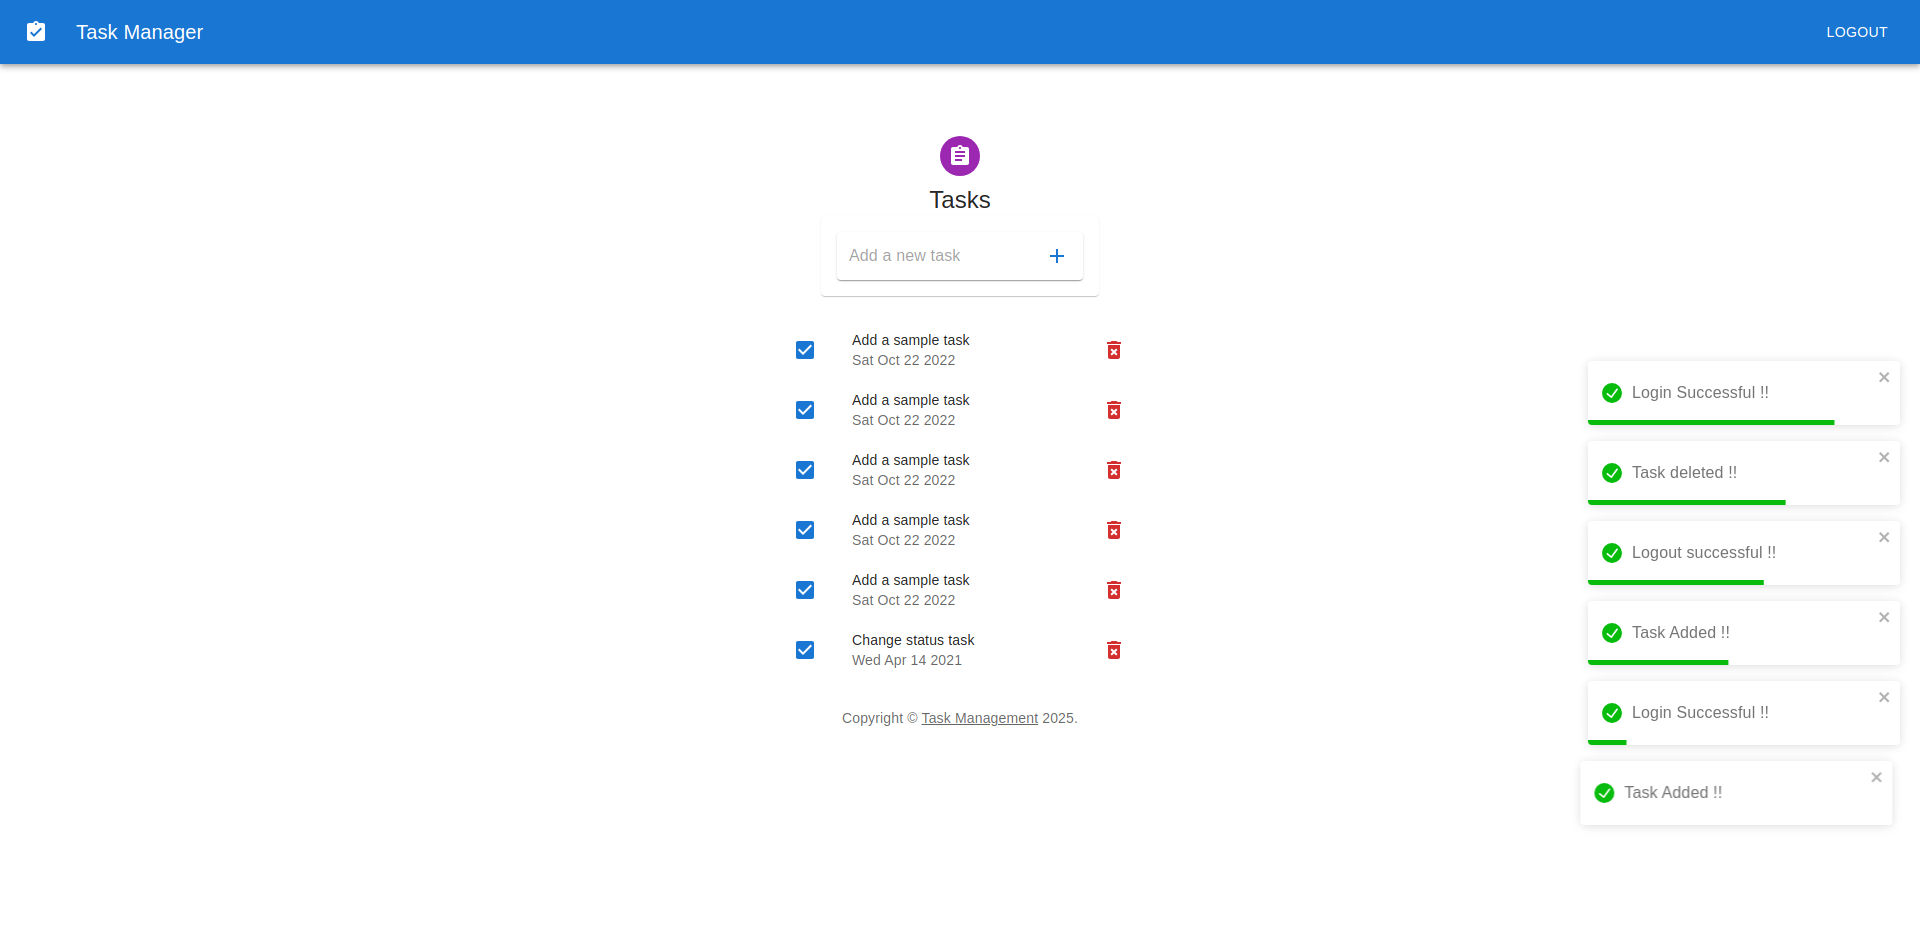 Task Manager
LOGOUT
Tasks
Add a new task
Add a sample task
Sat Oct 22 2022
Add a sample task
Sat Oct 22 2022
Add a sample task
Sat Oct 22 2022
Add a sample task
Sat Oct 22 2022
Add a sample task
Sat Oct 22 2022
Change status task
Wed Apr 14 2021
Copyright © Task Management 2025.
Login Successful !!
Task deleted !!
Logout successful !!
Task Added !!
Login Successful !!
Task Added !!